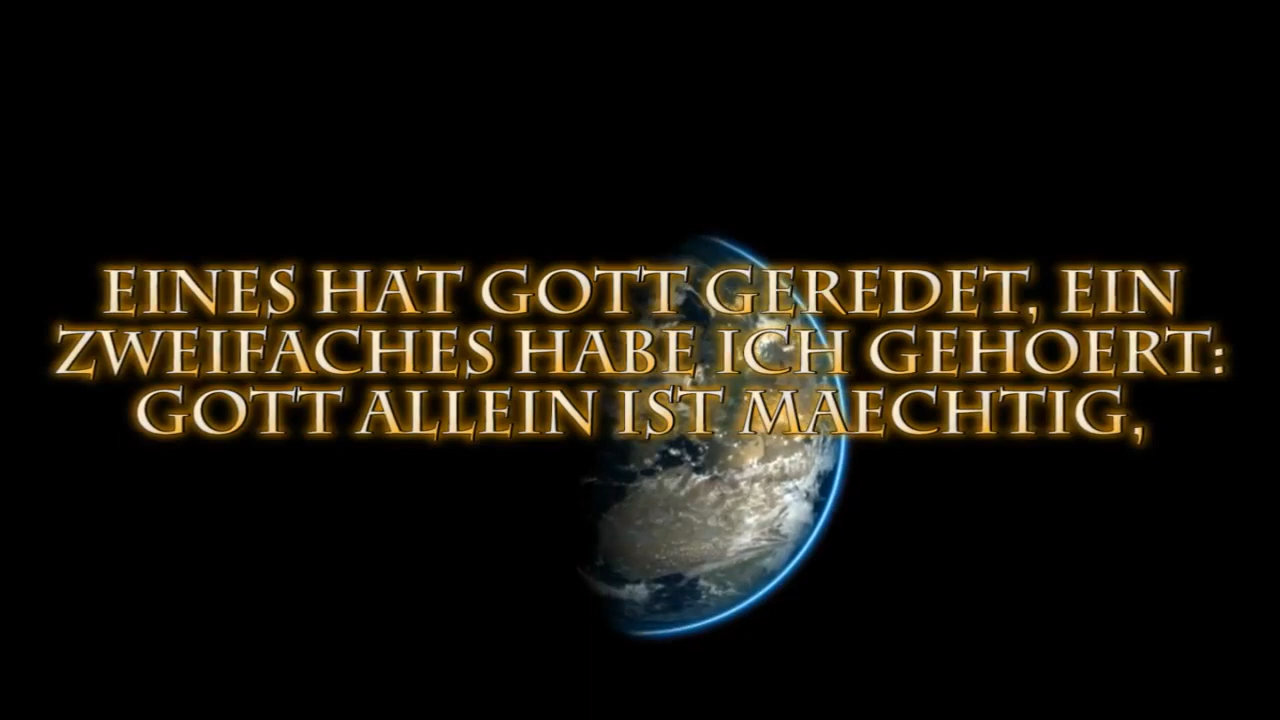 EINES HAT GOTT GEREDET, EIN
ZWEIFACHES HABE ICH GEHOERT:
GOTT ALLEIN IST MAECHTIG,